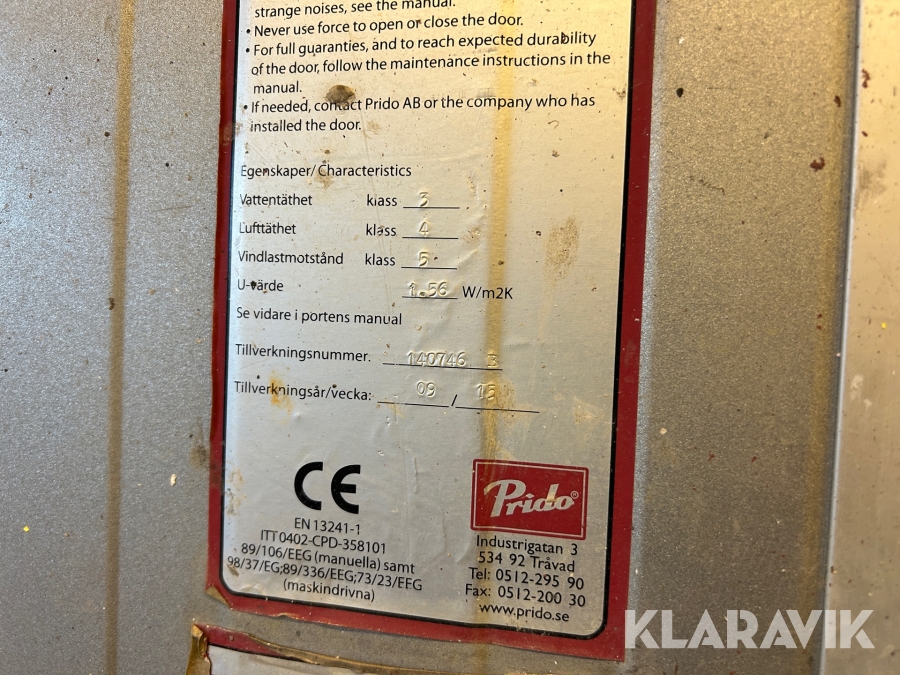 strange noises, see the manual.
• Never use force to open or close the door.
• For full guaranties, and to reach expected durability
of the door, follow the maintenance instructions in the
manual.
• If needed, contact Prido AB or the company who has
installed the door.
Egenskaper/Characteristics
Vattentäthet klass 3
Lufttäthet klass 4
Vindlastmotstånd klass 5
U-värde 1.56 W/m2K
Se vidare i portens manual
Tillverkningsnummer. 140746 3
Tillverkningsår/vecka: 09 / 15
CE
EN 13241-1
ITT 0402-CPD-358101
89/106/EEG (manuella) samt
98/37/EG;89/336/EEG;73/23/EEG
(maskindrivna)
Prido®
Industrigatan 3
534 92 Tråvad
Tel: 0512-295 90
Fax: 0512-200 30
www.prido.se
KLARAVIK